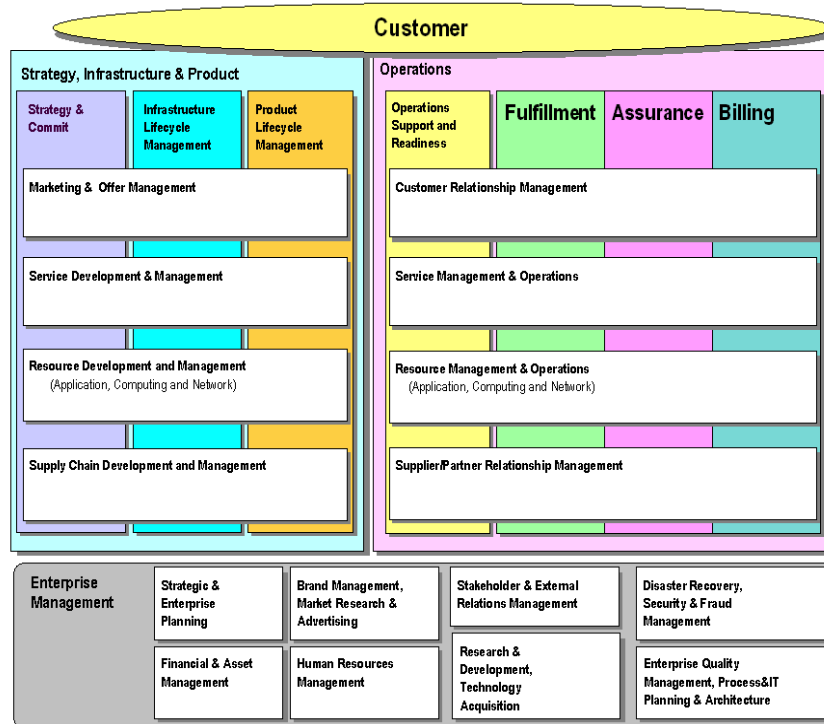 Customer
Strategy, Infrastructure & Product
Strategy &
Commit
Infrastructure
Lifecycle
Management
Product
Lifecycle
Management
Marketing & Offer Management
Service Development & Management
Resource Development and Management
(Application, Computing and Network)
Supply Chain Development and Management
Operations
Operations
Support and
Readiness
Fulfillment
Assurance
Billing
Customer Relationship Management
Service Management & Operations
Resource Management & Operations
(Application, Computing and Network)
Supplier/Partner Relationship Management
Enterprise
Management
Strategic &
Enterprise
Planning
Brand Management,
Market Research &
Advertising
Stakeholder & External
Relations Management
Disaster Recovery,
Security & Fraud
Management
Financial & Asset
Management
Human Resources
Management
Research &
Development,
Technology
Acquisition
Enterprise Quality
Management, Process&IT
Planning & Architecture